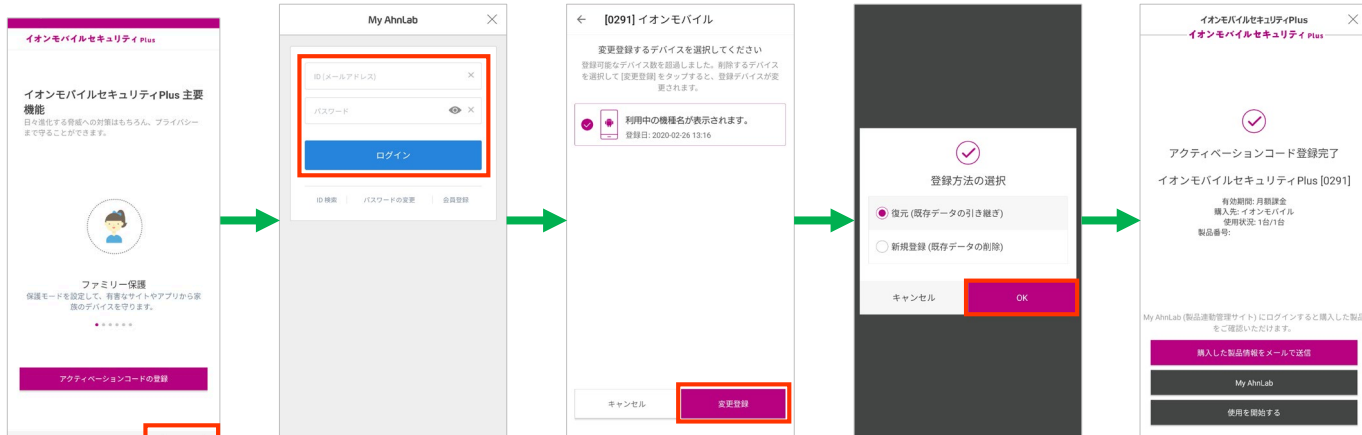 イオンモバイルセキュリティ Plus
イオンモバイルセキュリティPlus 主要
機能
日々進化する脅威への対策はもちろん、プライバシー
まで守ることができます。
ファミリー保護
保護モードを設定して、有害なサイトやアプリから家
族のデバイスを守ります。
アクティベーションコードの登録
My AhnLab
ID (メールアドレス)
パスワード
ログイン
ID 検索
パスワードの変更
会員登録
[0291] イオンモバイル
変更登録するデバイスを選択してください
登録可能なデバイス数を超過しました。削除するデバイス
を選択して [変更登録] をタップすると、登録デバイスが変
更されます。
利用中の機種名が表示されます。
登録日: 2020-02-26 13:16
キャンセル
変更登録
登録方法の選択
復元 (既存データの引き継ぎ)
新規登録 (既存データの削除)
キャンセル
OK
イオンモバイルセキュリティPlus
イオンモバイルセキュリティ Plus
アクティベーションコード登録完了
イオンモバイルセキュリティPlus [0291]
有効期間: 月額課金
購入先: イオンモバイル
使用状況: 1台/1台
製品番号:
My AhnLab (製品連動管理サイト) にログインすると購入した製品
をご確認いただけます。
購入した製品情報をメールで送信
My AhnLab
使用を開始する